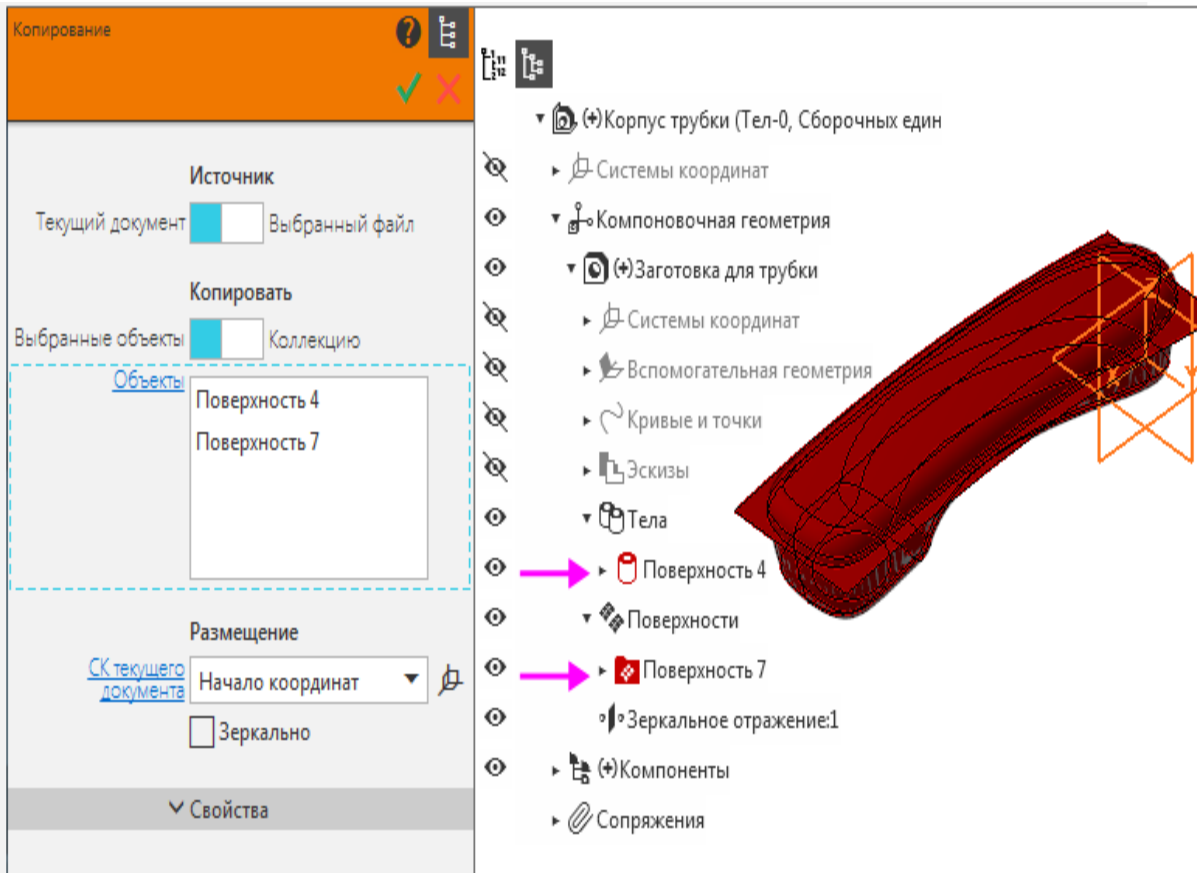 Копирование
Источник
Текущий документ Выбранный файл
Копировать
Выбранные объекты Коллекцию
Объекты
Поверхность 4
Поверхность 7
Размещение
СК текущего
документа
Начало координат
Зеркально
Свойства
(+)Корпус трубки (Тел-0, Сборочных един
Системы координат
Компоновочная геометрия
(+)Заготовка для трубки
Системы координат
Вспомогательная геометрия
Кривые и точки
Эскизы
Тела
Поверхность 4
Поверхности
Поверхность 7
Зеркальное отражение:1
(+)Компоненты
Сопряжения